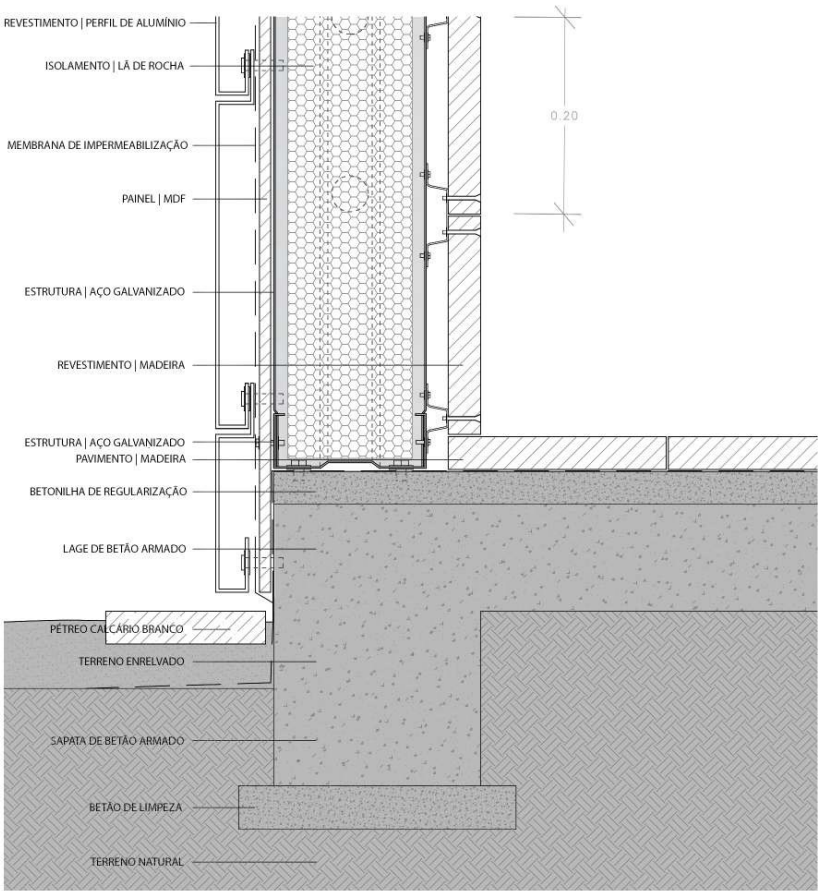 REVESTIMENTO | PERFIL DE ALUMÍNIO
ISOLAMENTO | LÃ DE ROCHA
0.20
MEMBRANA DE IMPERMEABILIZAÇÃO
PAINEL | MDF
ESTRUTURA | AÇO GALVANIZADO
REVESTIMENTO | MADEIRA
ESTRUTURA | AÇO GALVANIZADO
PAVIMENTO | MADEIRA
BETONILHA DE REGULARIZAÇÃO
LAGE DE BETÃO ARMADO
PÉTREO CALCÁRIO BRANCO
TERRENO ENRELVADO
SAPATA DE BETÃO ARMADO
BETÃO DE LIMPEZA
TERRENO NATURAL